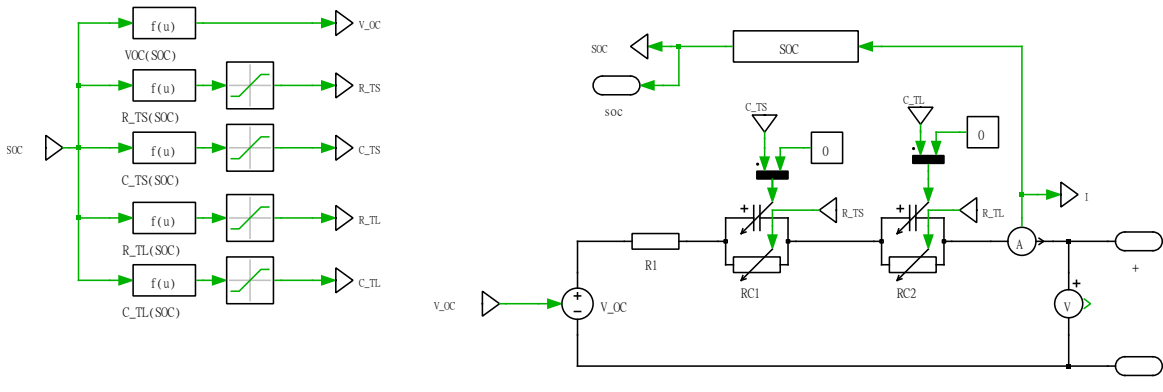 f(u)
V_OC
VOC(SOC)
f(u)
R_TS
R_TS(SOC)
SOC
f(u)
C_TS
C_TS(SOC)
f(u)
R_TL
R_TL(SOC)
f(u)
C_TL
C_TL(SOC)
SOC
SOC
soc
C_TS
0
C_TL
0
R_TS
R_TL
I
A
+
+
R1
RC1
RC2
V_OC
+
−
V_OC
+
V
+